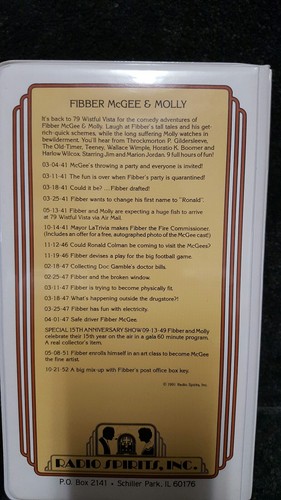 FIBBER McGEE & MOLLY
It's back to 79 Wistful Vista for the comedy adventures of
Fibber McGee & Molly. Laugh at Fibber's tall tales and his get
rich quick schemes, while the long suffering Molly watches in
bewilderment. You'll hear from Throckmorton P. Gildersleeve,
The Old-Timer, Teeney, Wallace Wimple, Horatio K. Boomer and
Harlow Wilcox. Starring Jim and Marion Jordan. 9 full hours of fun!
03-04-41 McGee's throwing a party and everyone is invited!
03-11-41 The fun is over when Fibber's party is quarantined!
03-18-41 Could it be? ... Fibber drafted!
03-25-41 Fibber wants to change his first name to "Ronald".
05-13-41 Fibber and Molly are expecting a huge fish to arrive
at 79 Wistful Vista via Air Mail.
10-14-41 Mayor LaTrivia makes Fibber the Fire Commissioner.
(Includes an offer for a free, autographed photo of the McGee cast!)
11-12-46 Could Ronald Colman be coming to visit the McGees?
11-19-46 Fibber devises a play for the big football game.
02-18-47 Collecting Doc Gamble's doctor bills.
02-25-47 Fibber and the broken window.
03-11-47 Fibber is trying to become physically fit.
03-18-47 What's happening outside the drugstore?!
03-25-47 Fibber has fun with electricity.
04-01-47 Safe driver Fibber McGee.
SPECIAL 15TH ANNIVERSARY SHOW! 09-13-49 Fibber and Molly
celebrate their 15th year on the air in a gala 60 minute program.
A real collector's item.
05-08-51 Fibber enrolls himself in an art class to become McGee
the fine artist.
10-21-52 A big mix-up with Fibber's post office box key.
© 1991 Radio Spirits, Inc.
RADIO SPIRITS, INC.
P.O. Box 2141 • Schiller Park, IL 60176